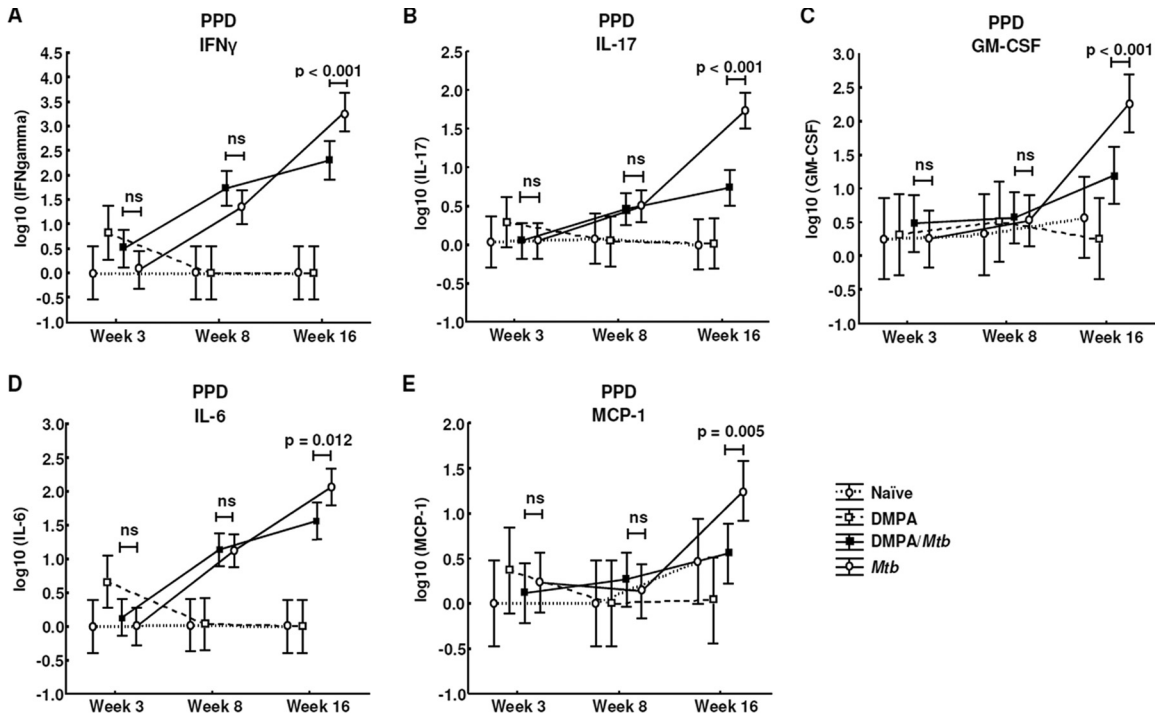 A
PPD
IFNγ
p < 0.001
ns
ns
log10 (IFNgamma)
4.5
4.0
3.5
3.0
2.5
2.0
1.5
1.0
0.5
0.0
-0.5
-1.0
Week 3
Week 8
Week 16
B
PPD
IL-17
p < 0.001
ns
ns
log10 (IL-17)
2.5
2.0
1.5
1.0
0.5
0.0
-0.5
-1.0
Week 3
Week 8
Week 16
C
PPD
GM-CSF
p < 0.001
ns
ns
log10 (GM-CSF)
3.0
2.5
2.0
1.5
1.0
0.5
0.0
-0.5
-1.0
Week 3
Week 8
Week 16
D
PPD
IL-6
p = 0.012
ns
ns
log10 (IL-6)
3.0
2.5
2.0
1.5
1.0
0.5
0.0
-0.5
-1.0
Week 3
Week 8
Week 16
E
PPD
MCP-1
p = 0.005
ns
ns
log10 (MCP-1)
2.0
1.5
1.0
0.5
0.0
-0.5
-1.0
Week 3
Week 8
Week 16
Naïve
DMPA
DMPA/Mtb
Mtb